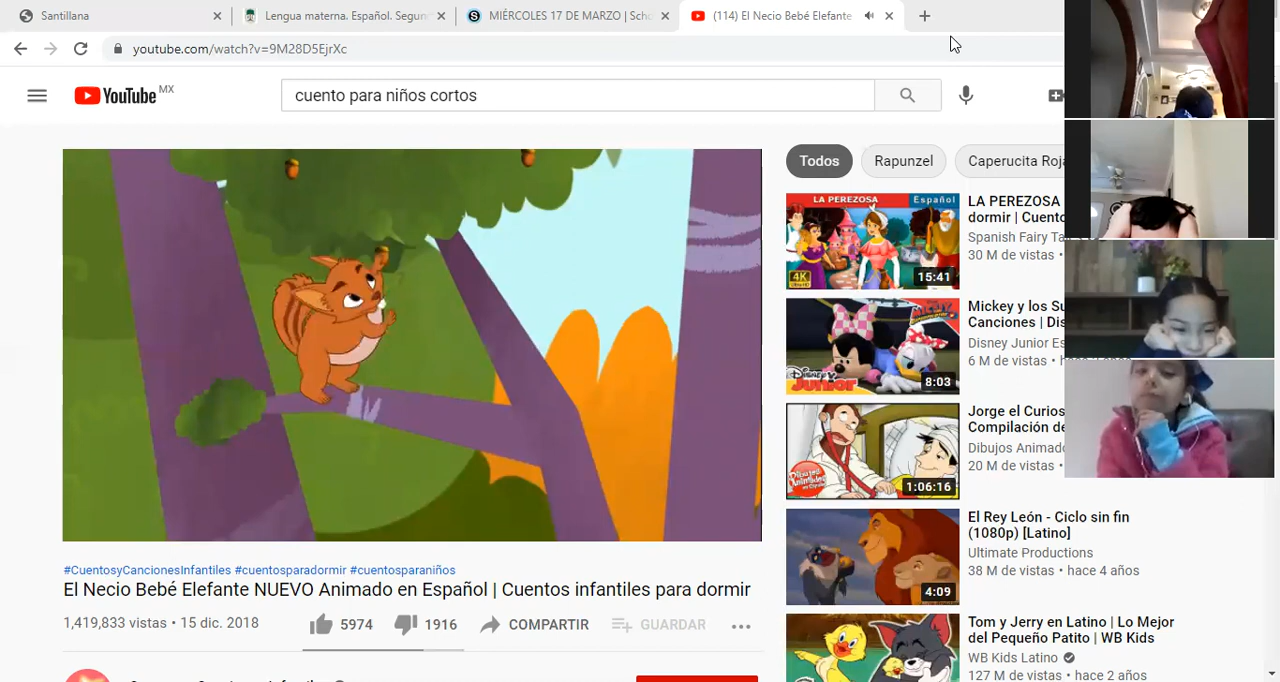 Santillana
Lengua materna. Español. Segun
MIÉRCOLES 17 DE MARZO | Sch
(114) El Necio Bebé Elefante
youtube.com/watch?v=9M28D5EjrXc
YouTube MX
cuento para niños cortos
Todos
Rapunzel
Caperucita Roja
LA PEREZOSA Español
4K
15:41
LA PEREZOSA
dormir | Cuento
Spanish Fairy
30 M de vistas •
Disney Junior
8:03
Mickey y los Su
Canciones | Dis
Disney Junior Es
6 M de vistas •
1:06:16
Jorge el Curios
Compilación de
Dibujos Animado
20 M de vistas •
4:09
El Rey León - Ciclo sin fin
(1080p) [Latino]
Ultimate Productions
38 M de vistas • hace 4 años
Tom y Jerry en Latino | Lo Mejor
del Pequeño Patito | WB Kids
WB Kids Latino
127 M de vistas • hace 2 años
#CuentosyCancionesInfantiles #cuentosparadormir #cuentosparaniños
El Necio Bebé Elefante NUEVO Animado en Español | Cuentos infantiles para dormir
1,419,833 vistas • 15 dic. 2018
5974
1916
COMPARTIR
GUARDAR